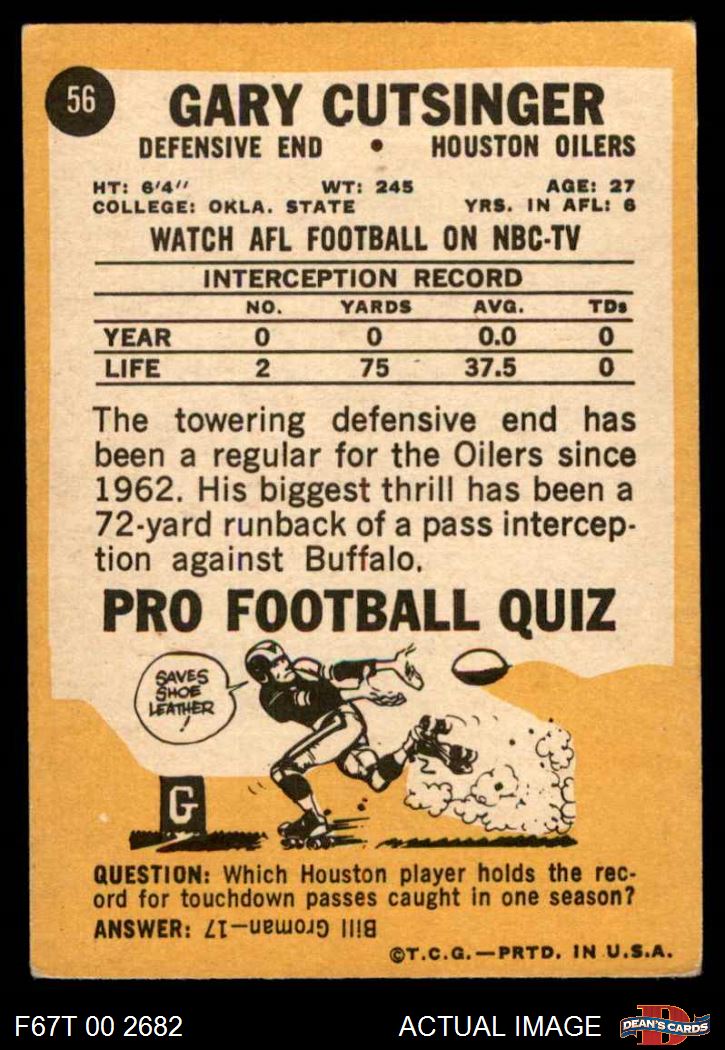 56
GARY CUTSINGER
DEFENSIVE END • HOUSTON OILERS
HT: 6'4" WT: 245 AGE: 27
COLLEGE: OKLA. STATE YRS. IN AFL: 6
WATCH AFL FOOTBALL ON NBC-TV
INTERCEPTION RECORD
NO. YARDS AVG. TDs
YEAR 0 0 0.0 0
LIFE 2 75 37.5 0
The towering defensive end has
been a regular for the Oilers since
1962. His biggest thrill has been a
72-yard runback of a pass intercep-
tion against Buffalo.
PRO FOOTBALL QUIZ
SAVES
SHOE
LEATHER
!
G
QUESTION: Which Houston player holds the rec-
ord for touchdown passes caught in one season?
ANSWER: Bill Groman—17
©T.C.G.—PRTD. IN U.S.A.
F67T 00 2682 ACTUAL IMAGE
D
DEAN'S CARDS